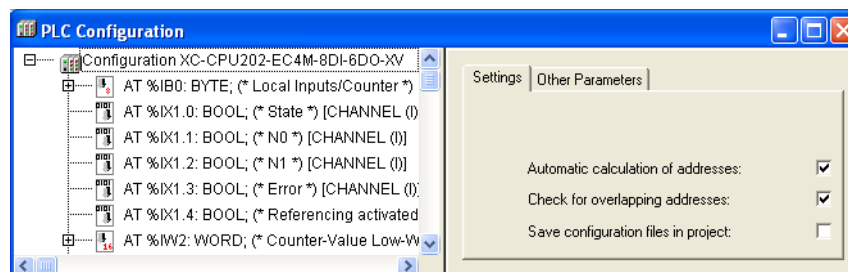 PLC Configuration
Configuration XC-CPU202-EC4M-8DI-6DO-XV
AT %IB0: BYTE; (* Local Inputs/Counter *)
AT %IX1.0: BOOL; (* State *) [CHANNEL (I)
AT %IX1.1: BOOL; (* N0 *) [CHANNEL (I)]
AT %IX1.2: BOOL; (* N1 *) [CHANNEL (I)]
AT %IX1.3: BOOL; (* Error *) [CHANNEL (I)]
AT %IX1.4: BOOL; (* Referencing activated
AT %IW2: WORD; (* Counter-Value Low-W
Settings Other Parameters
Automatic calculation of addresses:
Check for overlapping addresses:
Save configuration files in project: